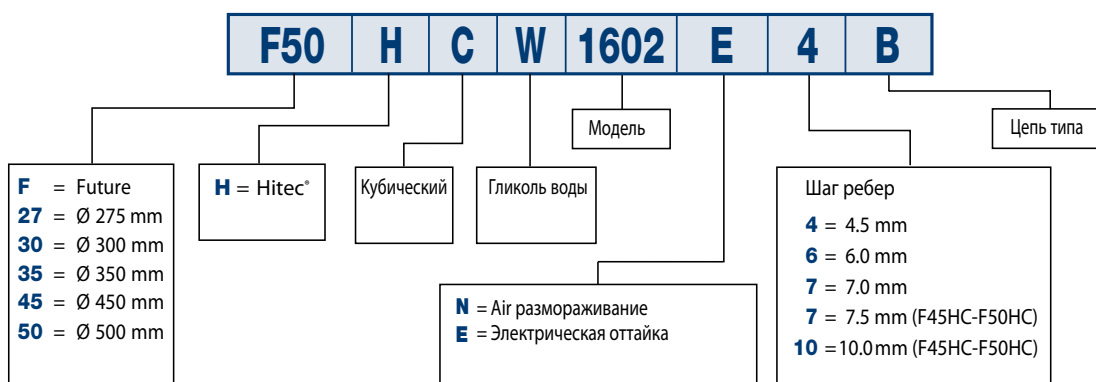 F50 H C W 1602 E 4 B
Модель
Цепь типа
F = Future
27 = Ø 275 mm
30 = Ø 300 mm
35 = Ø 350 mm
45 = Ø 450 mm
50 = Ø 500 mm
H = Hitec®
Кубический
Гликоль воды
N = Air размораживание
E = Электрическая оттайка
Шаг ребер
4 = 4.5 mm
6 = 6.0 mm
7 = 7.0 mm
7 = 7.5 mm (F45HC-F50HC)
10 = 10.0 mm (F45HC-F50HC)